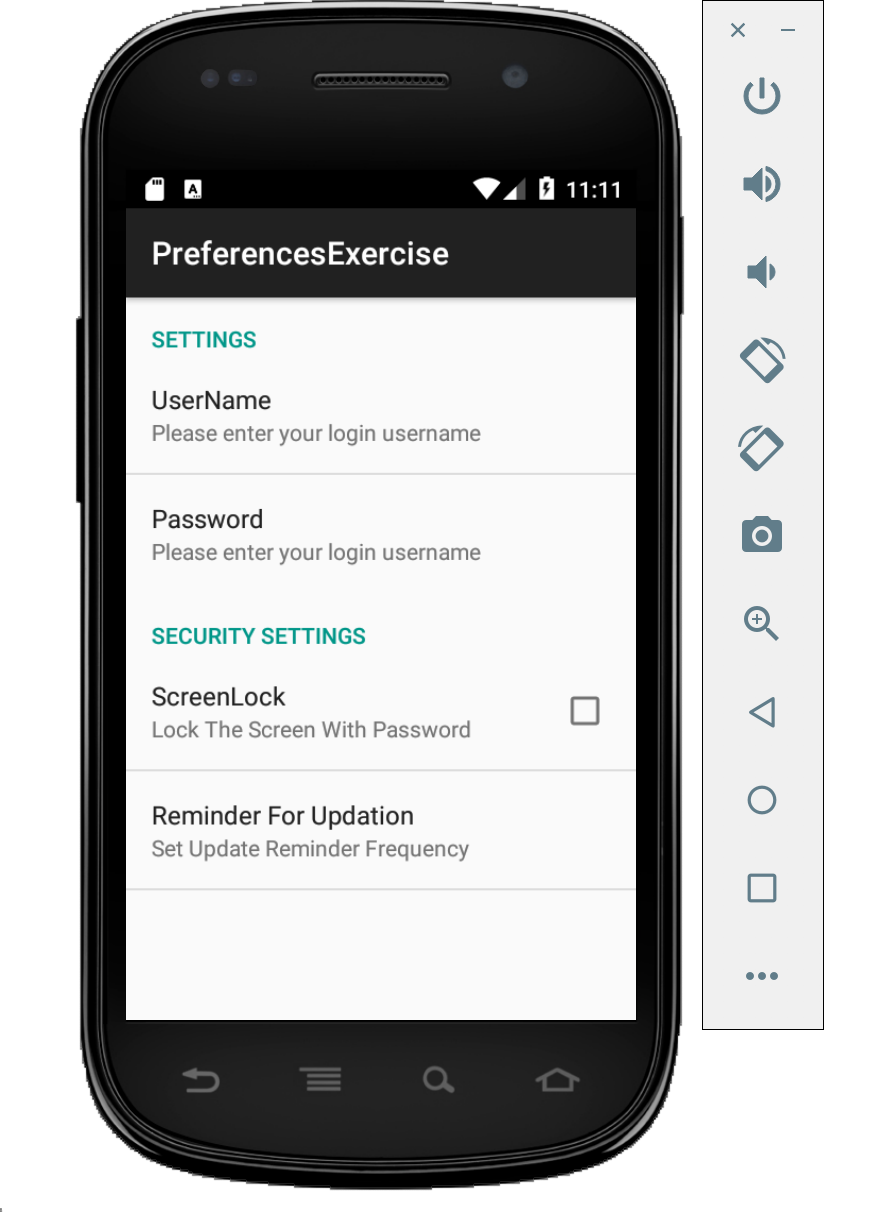 11:11
PreferencesExercise
SETTINGS
UserName
Please enter your login username
Password
Please enter your login username
SECURITY SETTINGS
ScreenLock
Lock The Screen With Password
Reminder For Updation
Set Update Reminder Frequency